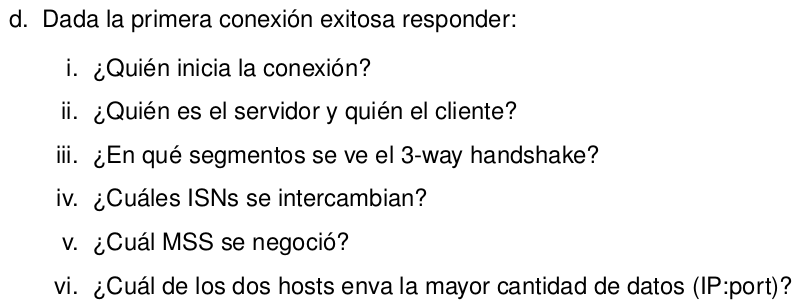 d. Dada la primera conexión exitosa responder:
i. ¿Quién inicia la conexión?
ii. ¿Quién es el servidor y quién el cliente?
iii. ¿En qué segmentos se ve el 3-way handshake?
iv. ¿Cuáles ISNs se intercambian?
v. ¿Cuál MSS se negoció?
vi. ¿Cuál de los dos hosts enva la mayor cantidad de datos (IP:port)?